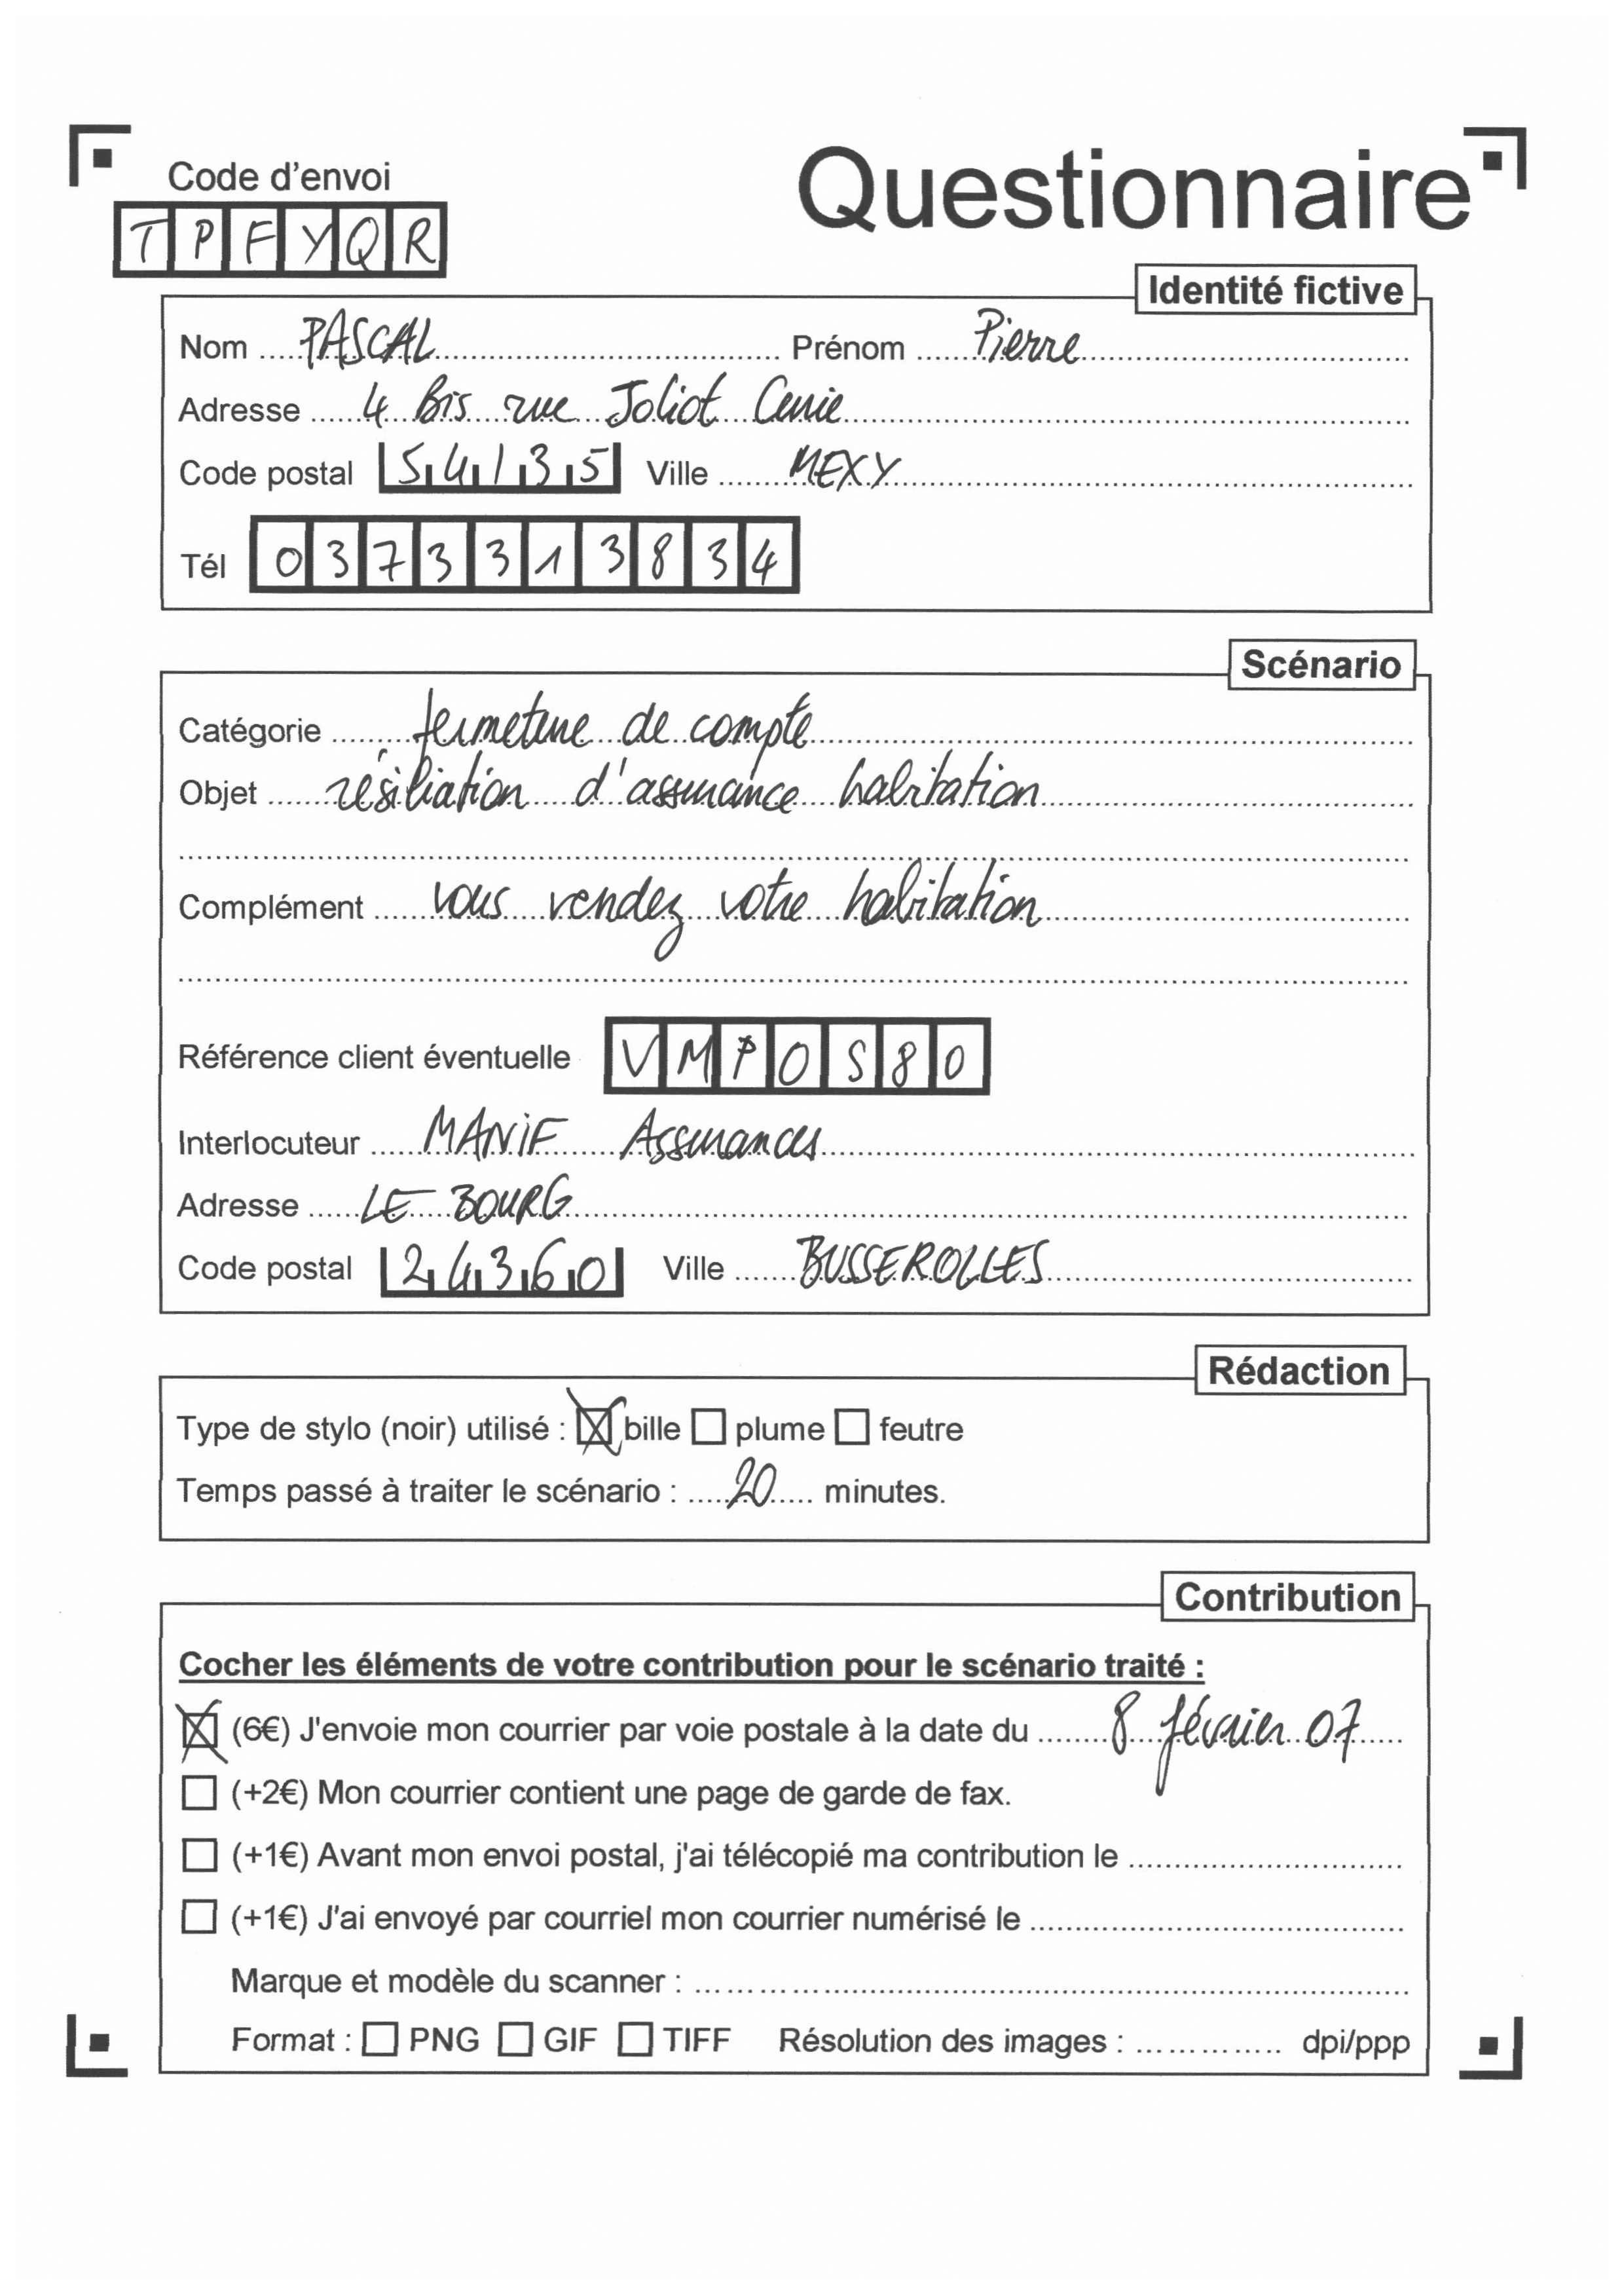 Code d'envoi
Questionnaire
TPFYQR
Identité fictive
Nom PASCAL Prénom Pierre
Adresse 4 Bis rue Joliot Curie
Code postal 54135 Ville MEXY
Tél 0373313834
Scénario
Catégorie fermeture de compte
Objet résiliation d'assurance habitation
Complément vous vendez votre habitation
Référence client éventuelle VMPOS80
Interlocuteur MANiF Assurances
Adresse LE BOURG
Code postal 24360 Ville BUSSEROLLES
Rédaction
Type de stylo (noir) utilisé : bille plume feutre
Temps passé à traiter le scénario : 20 minutes.
Contribution
Cocher les éléments de votre contribution pour le scénario traité :
(6€) J'envoie mon courrier par voie postale à la date du 8 février 07
(+2€) Mon courrier contient une page de garde de fax.
(+1€) Avant mon envoi postal, j'ai télécopié ma contribution le
(+1€) J'ai envoyé par courriel mon courrier numérisé le
Marque et modèle du scanner :
Format : PNG GIF TIFF Résolution des images : dpi/ppp